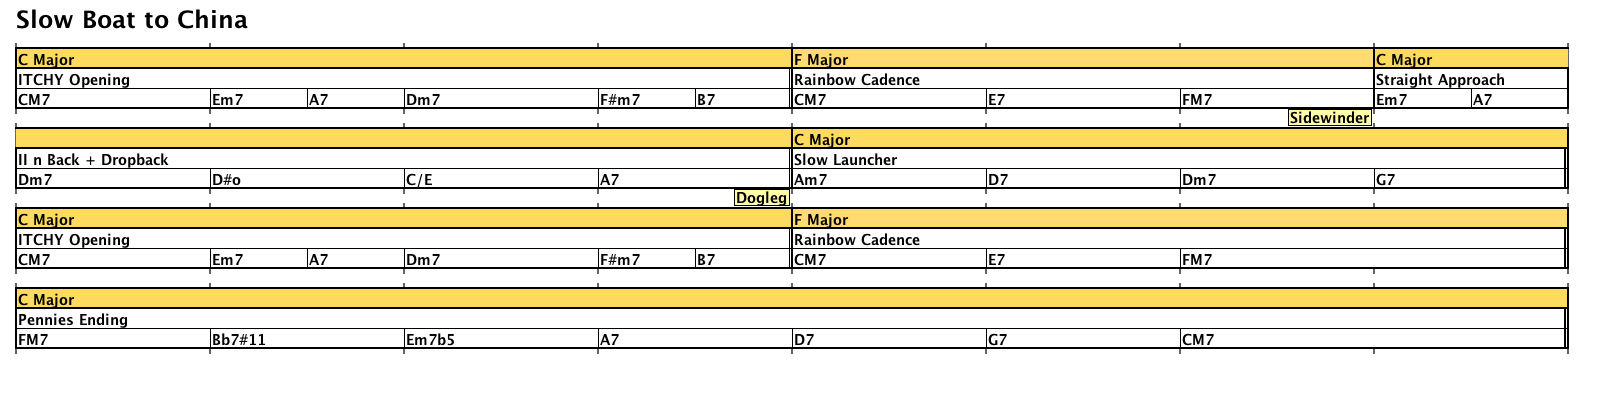 Slow Boat to China
C Major F Major C Major
ITCHY Opening Rainbow Cadence Straight Approach
CM7 Em7 A7 Dm7 F#m7 B7 CM7 E7 FM7 Em7 A7
Sidewinder
C Major
II n Back + Dropback Slow Launcher
Dm7 D#o C/E A7 Am7 D7 Dm7 G7
Dogleg
C Major F Major
ITCHY Opening Rainbow Cadence
CM7 Em7 A7 Dm7 F#m7 B7 CM7 E7 FM7
C Major
Pennies Ending
FM7 Bb7#11 Em7b5 A7 D7 G7 CM7